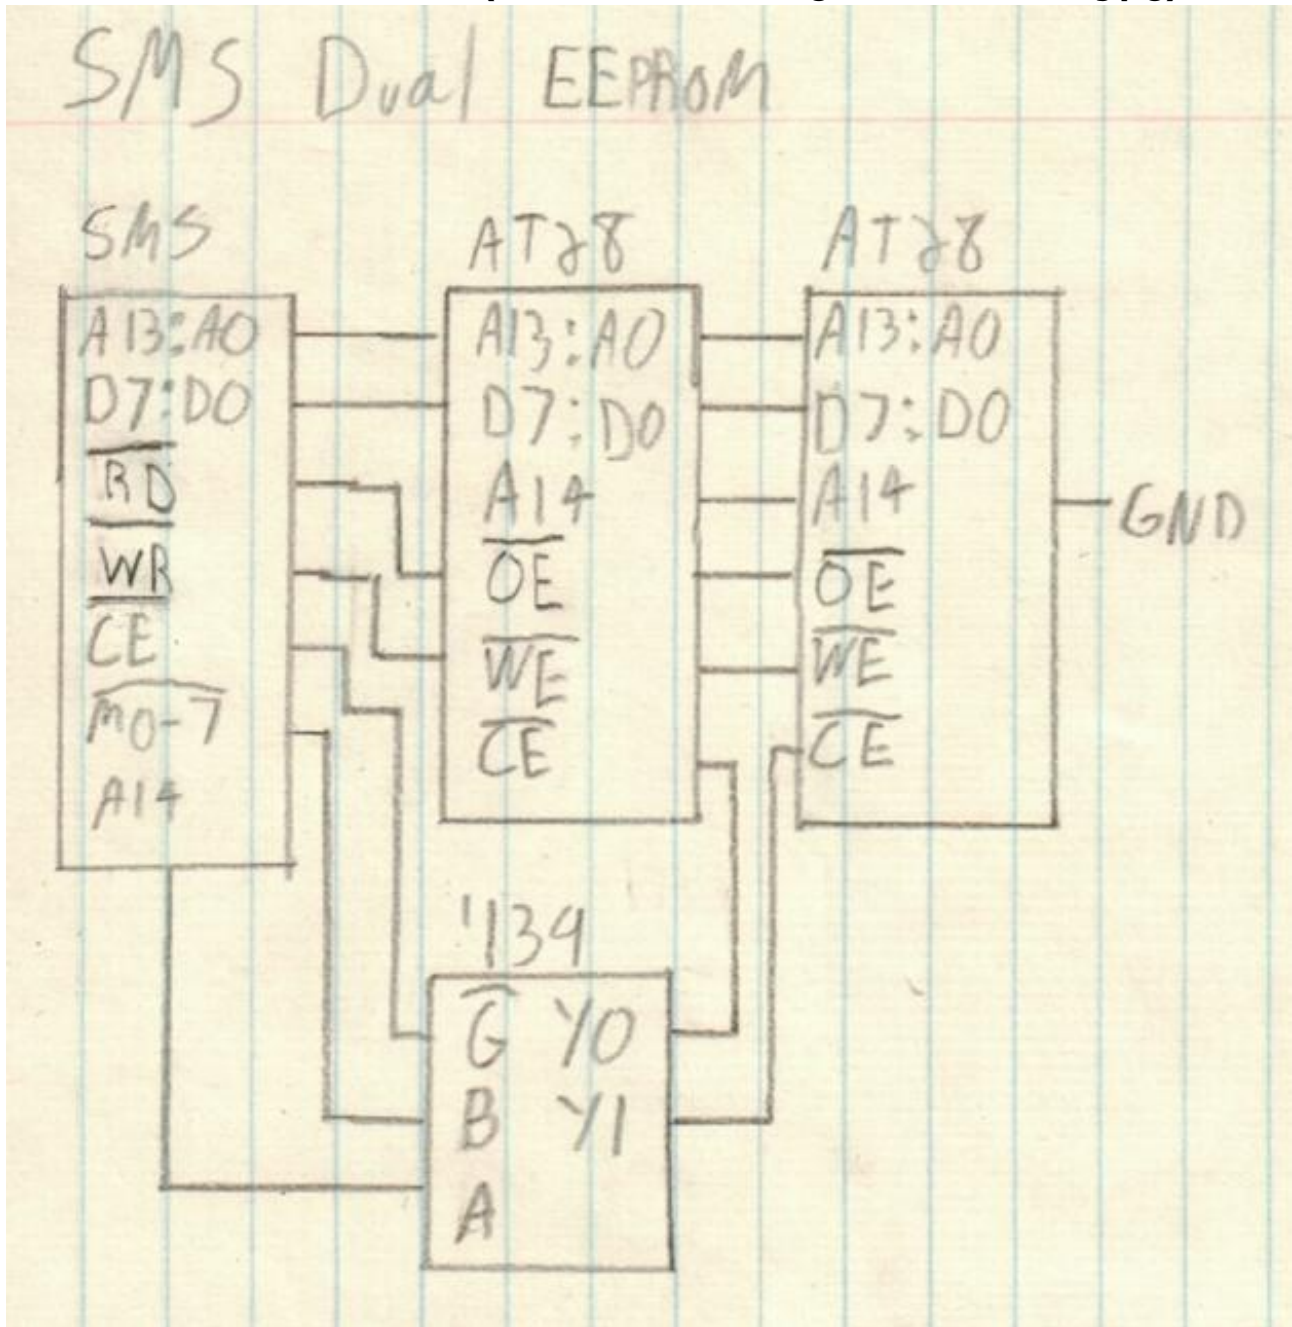 SMS Dual EEPROM
SMS
A13:A0
D7:D0
RD
WR
CE
M0-7
A14
AT28
A13:A0
D7:D0
A14
OE
WE
CE
AT28
A13:A0
D7:D0
A14
OE
WE
CE
GND
'139
G Y0
B Y1
A